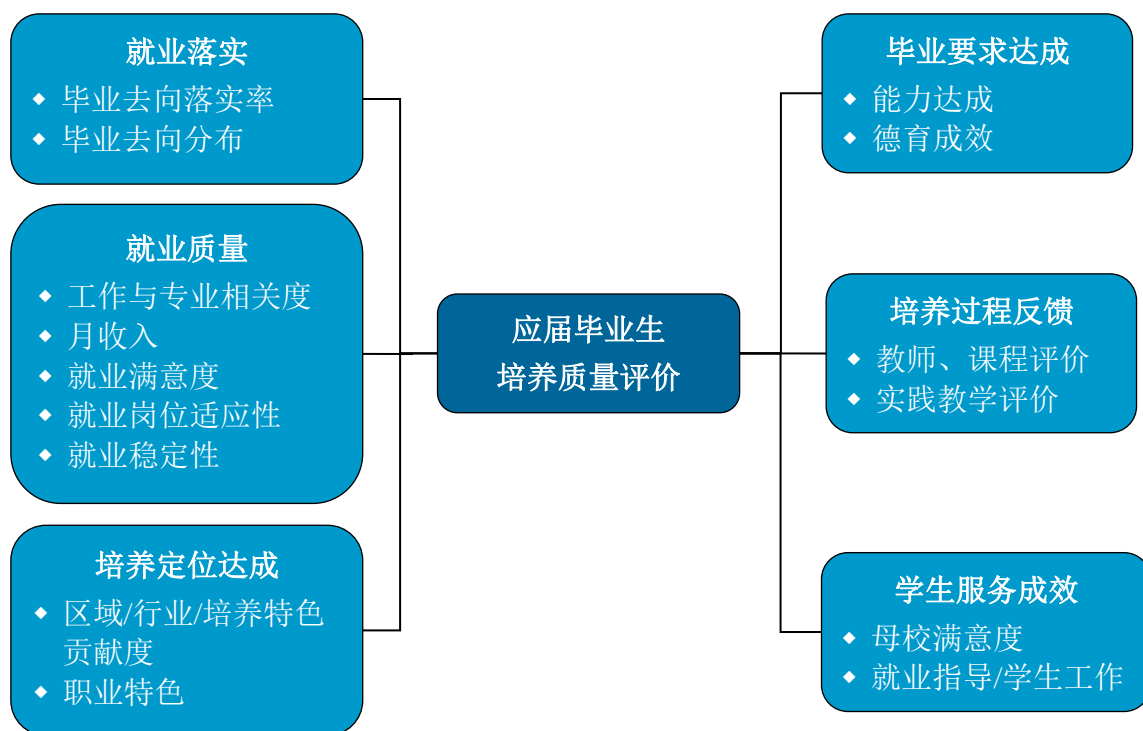 就业落实
毕业去向落实率
毕业去向分布
就业质量
工作与专业相关度
月收入
就业满意度
就业岗位适应性
就业稳定性
培养定位达成
区域/行业/培养特色
贡献度
职业特色
应届毕业生
培养质量评价
毕业要求达成
能力达成
德育成效
培养过程反馈
教师、课程评价
实践教学评价
学生服务成效
母校满意度
就业指导/学生工作